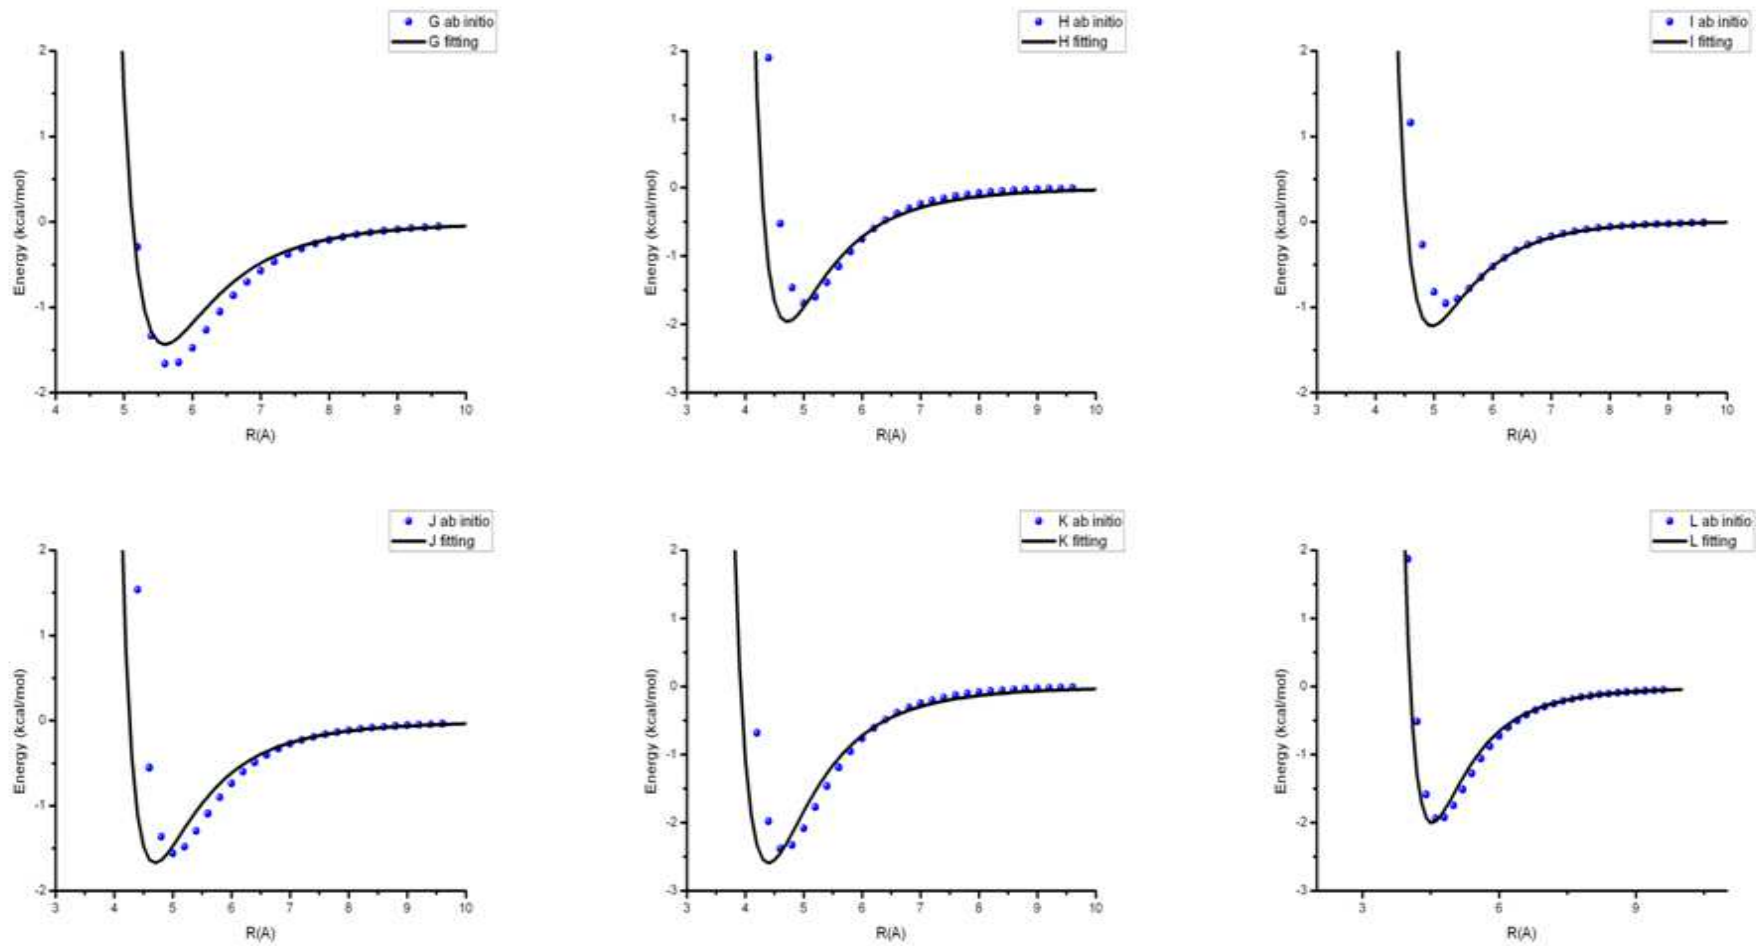 G ab initio
G fitting
2
1
0
-1
-2
4 5 6 7 8 9 10
Energy (kcal/mol)
R(A)
H ab initio
H fitting
2
1
0
-1
-2
-3
3 4 5 6 7 8 9 10
Energy (kcal/mol)
R(A)
I ab initio
I fitting
2
1
0
-1
-2
3 4 5 6 7 8 9 10
Energy (kcal/mol)
R(A)
J ab initio
J fitting
2
1
0
-1
-2
3 4 5 6 7 8 9 10
Energy (kcal/mol)
R(A)
K ab initio
K fitting
2
1
0
-1
-2
-3
3 4 5 6 7 8 9 10
Energy (kcal/mol)
R(A)
L ab initio
L fitting
2
1
0
-1
-2
-3
3 6 9
Energy (kcal/mol)
R(A)